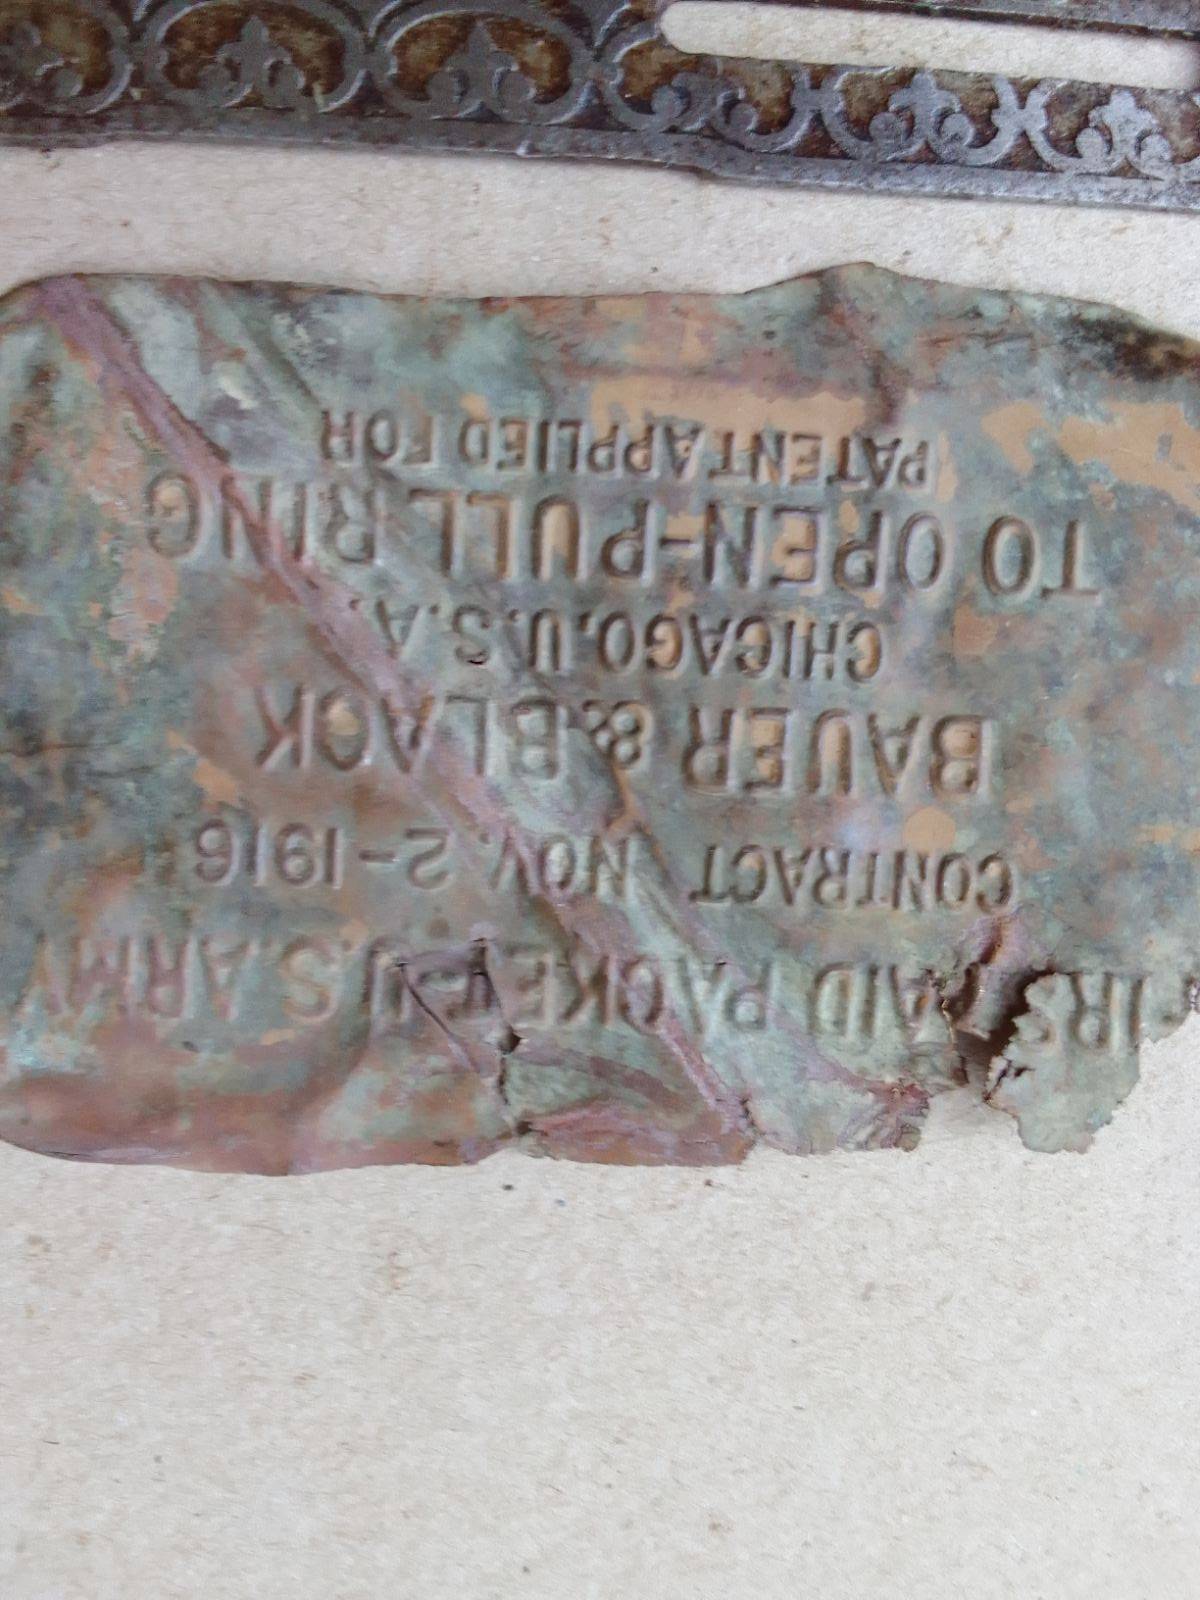 FIRST AID PACKET-U.S. ARMY
CONTRACT NOV. 2-1916
BAUER & BLACK
CHICAGO, U.S.A.
TO OPEN-PULL RING
PATENT APPLIED FOR